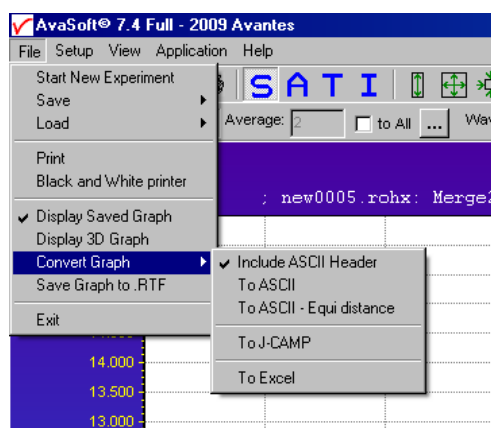 AvaSoft© 7.4 Full - 2009 Avantes
File Setup View Application Help
Start New Experiment
Save
Load
Print
Black and White printer
Display Saved Graph
Display 3D Graph
Convert Graph
Save Graph to .RTF
Exit
S A T I
Average: 2 to All ... Wav
; new0005.rohx: Merge2
Include ASCII Header
To ASCII
To ASCII - Equi distance
To J-CAMP
To Excel
14.000
13.500
13.000